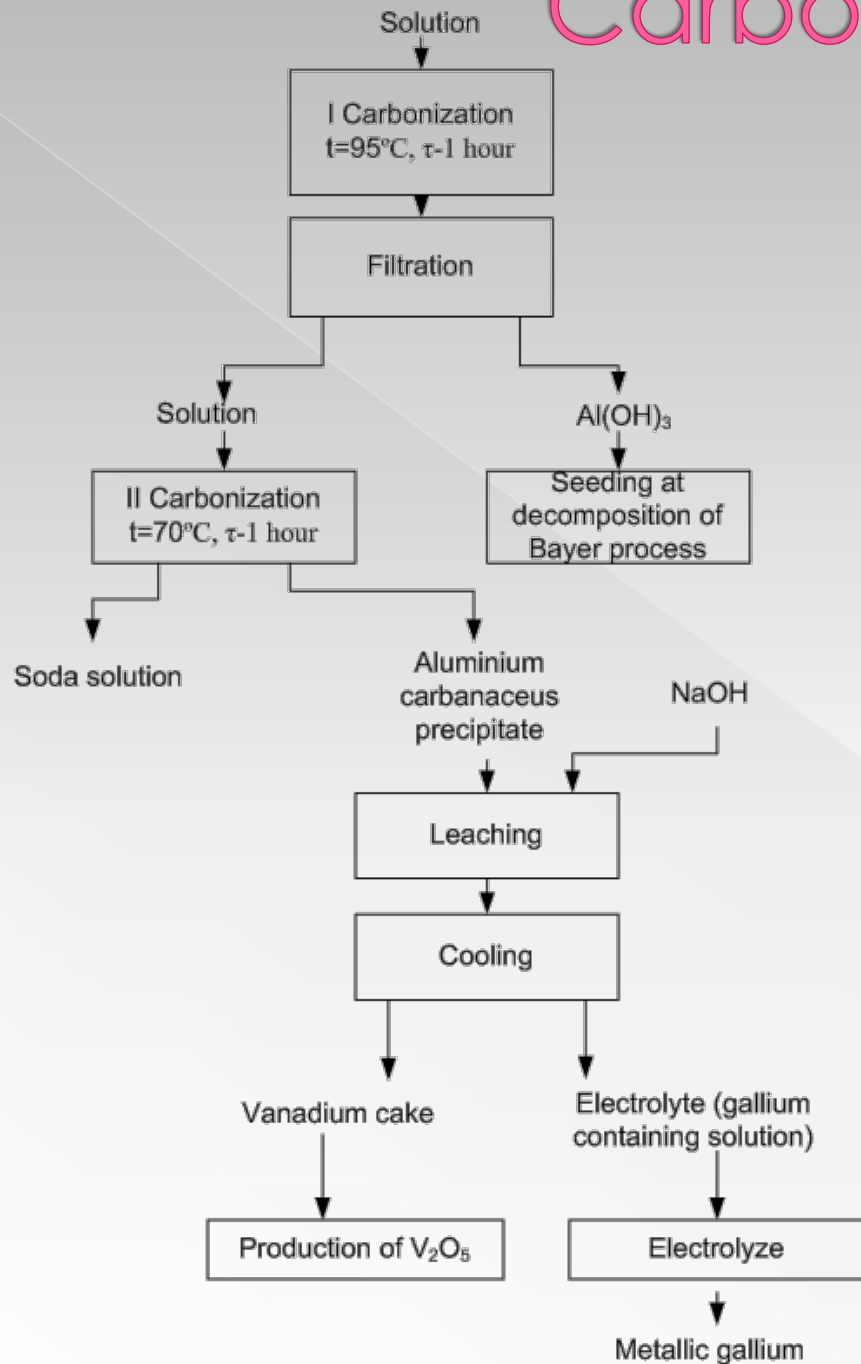 Carbo
Solution
I Carbonization
t=95ºC, τ-1 hour
Filtration
Solution
Al(OH)₃
II Carbonization
t=70ºC, τ-1 hour
Seeding at
decomposition of
Bayer process
Soda solution
Aluminium
carbanaceus
precipitate
NaOH
Leaching
Cooling
Vanadium cake
Electrolyte (gallium
containing solution)
Production of V₂O₅
Electrolyze
Metallic gallium